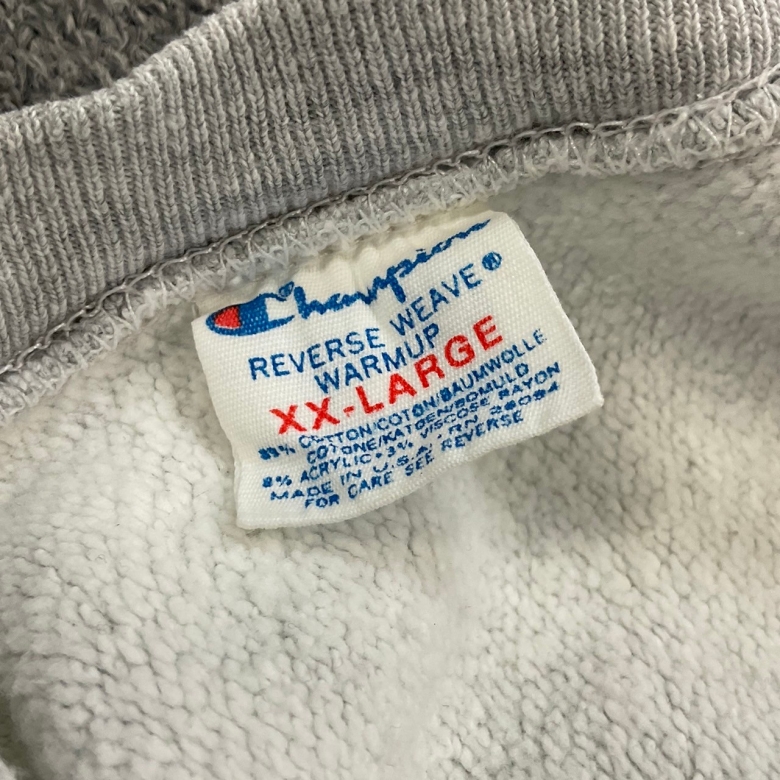 Champion®
REVERSE WEAVE®
WARMUP
XX-LARGE
89% COTTON/COTON/BAUMWOLLE
COTONE/KATOEN/BOMULD
8% ACRYLIC•3% VISCOSE RAYON
MADE IN U.S.A. RN 26094
FOR CARE SEE REVERSE